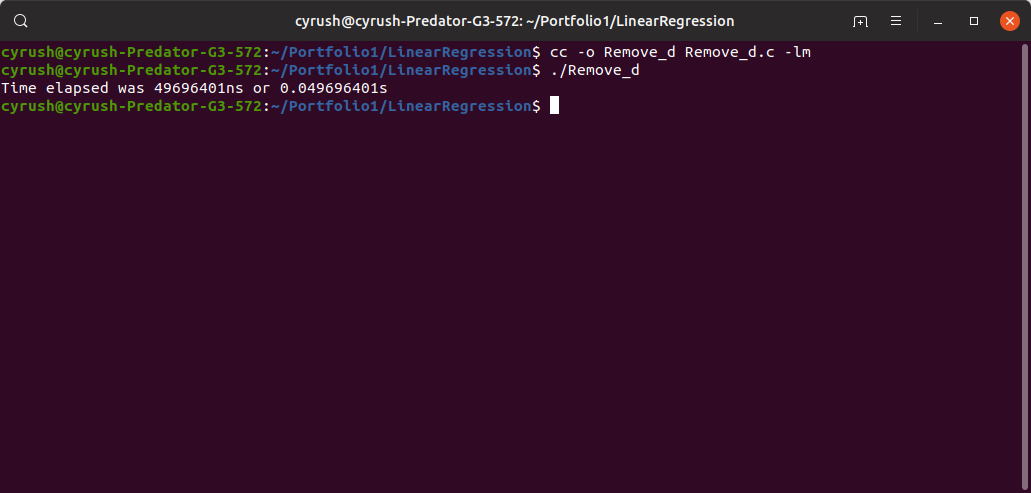 cyrush@cyrush-Predator-G3-572: ~/Portfolio1/LinearRegression
cyrush@cyrush-Predator-G3-572:~/Portfolio1/LinearRegression$ cc -o Remove_d Remove_d.c -lm
cyrush@cyrush-Predator-G3-572:~/Portfolio1/LinearRegression$ ./Remove_d
Time elapsed was 49696401ns or 0.049696401s
cyrush@cyrush-Predator-G3-572:~/Portfolio1/LinearRegression$